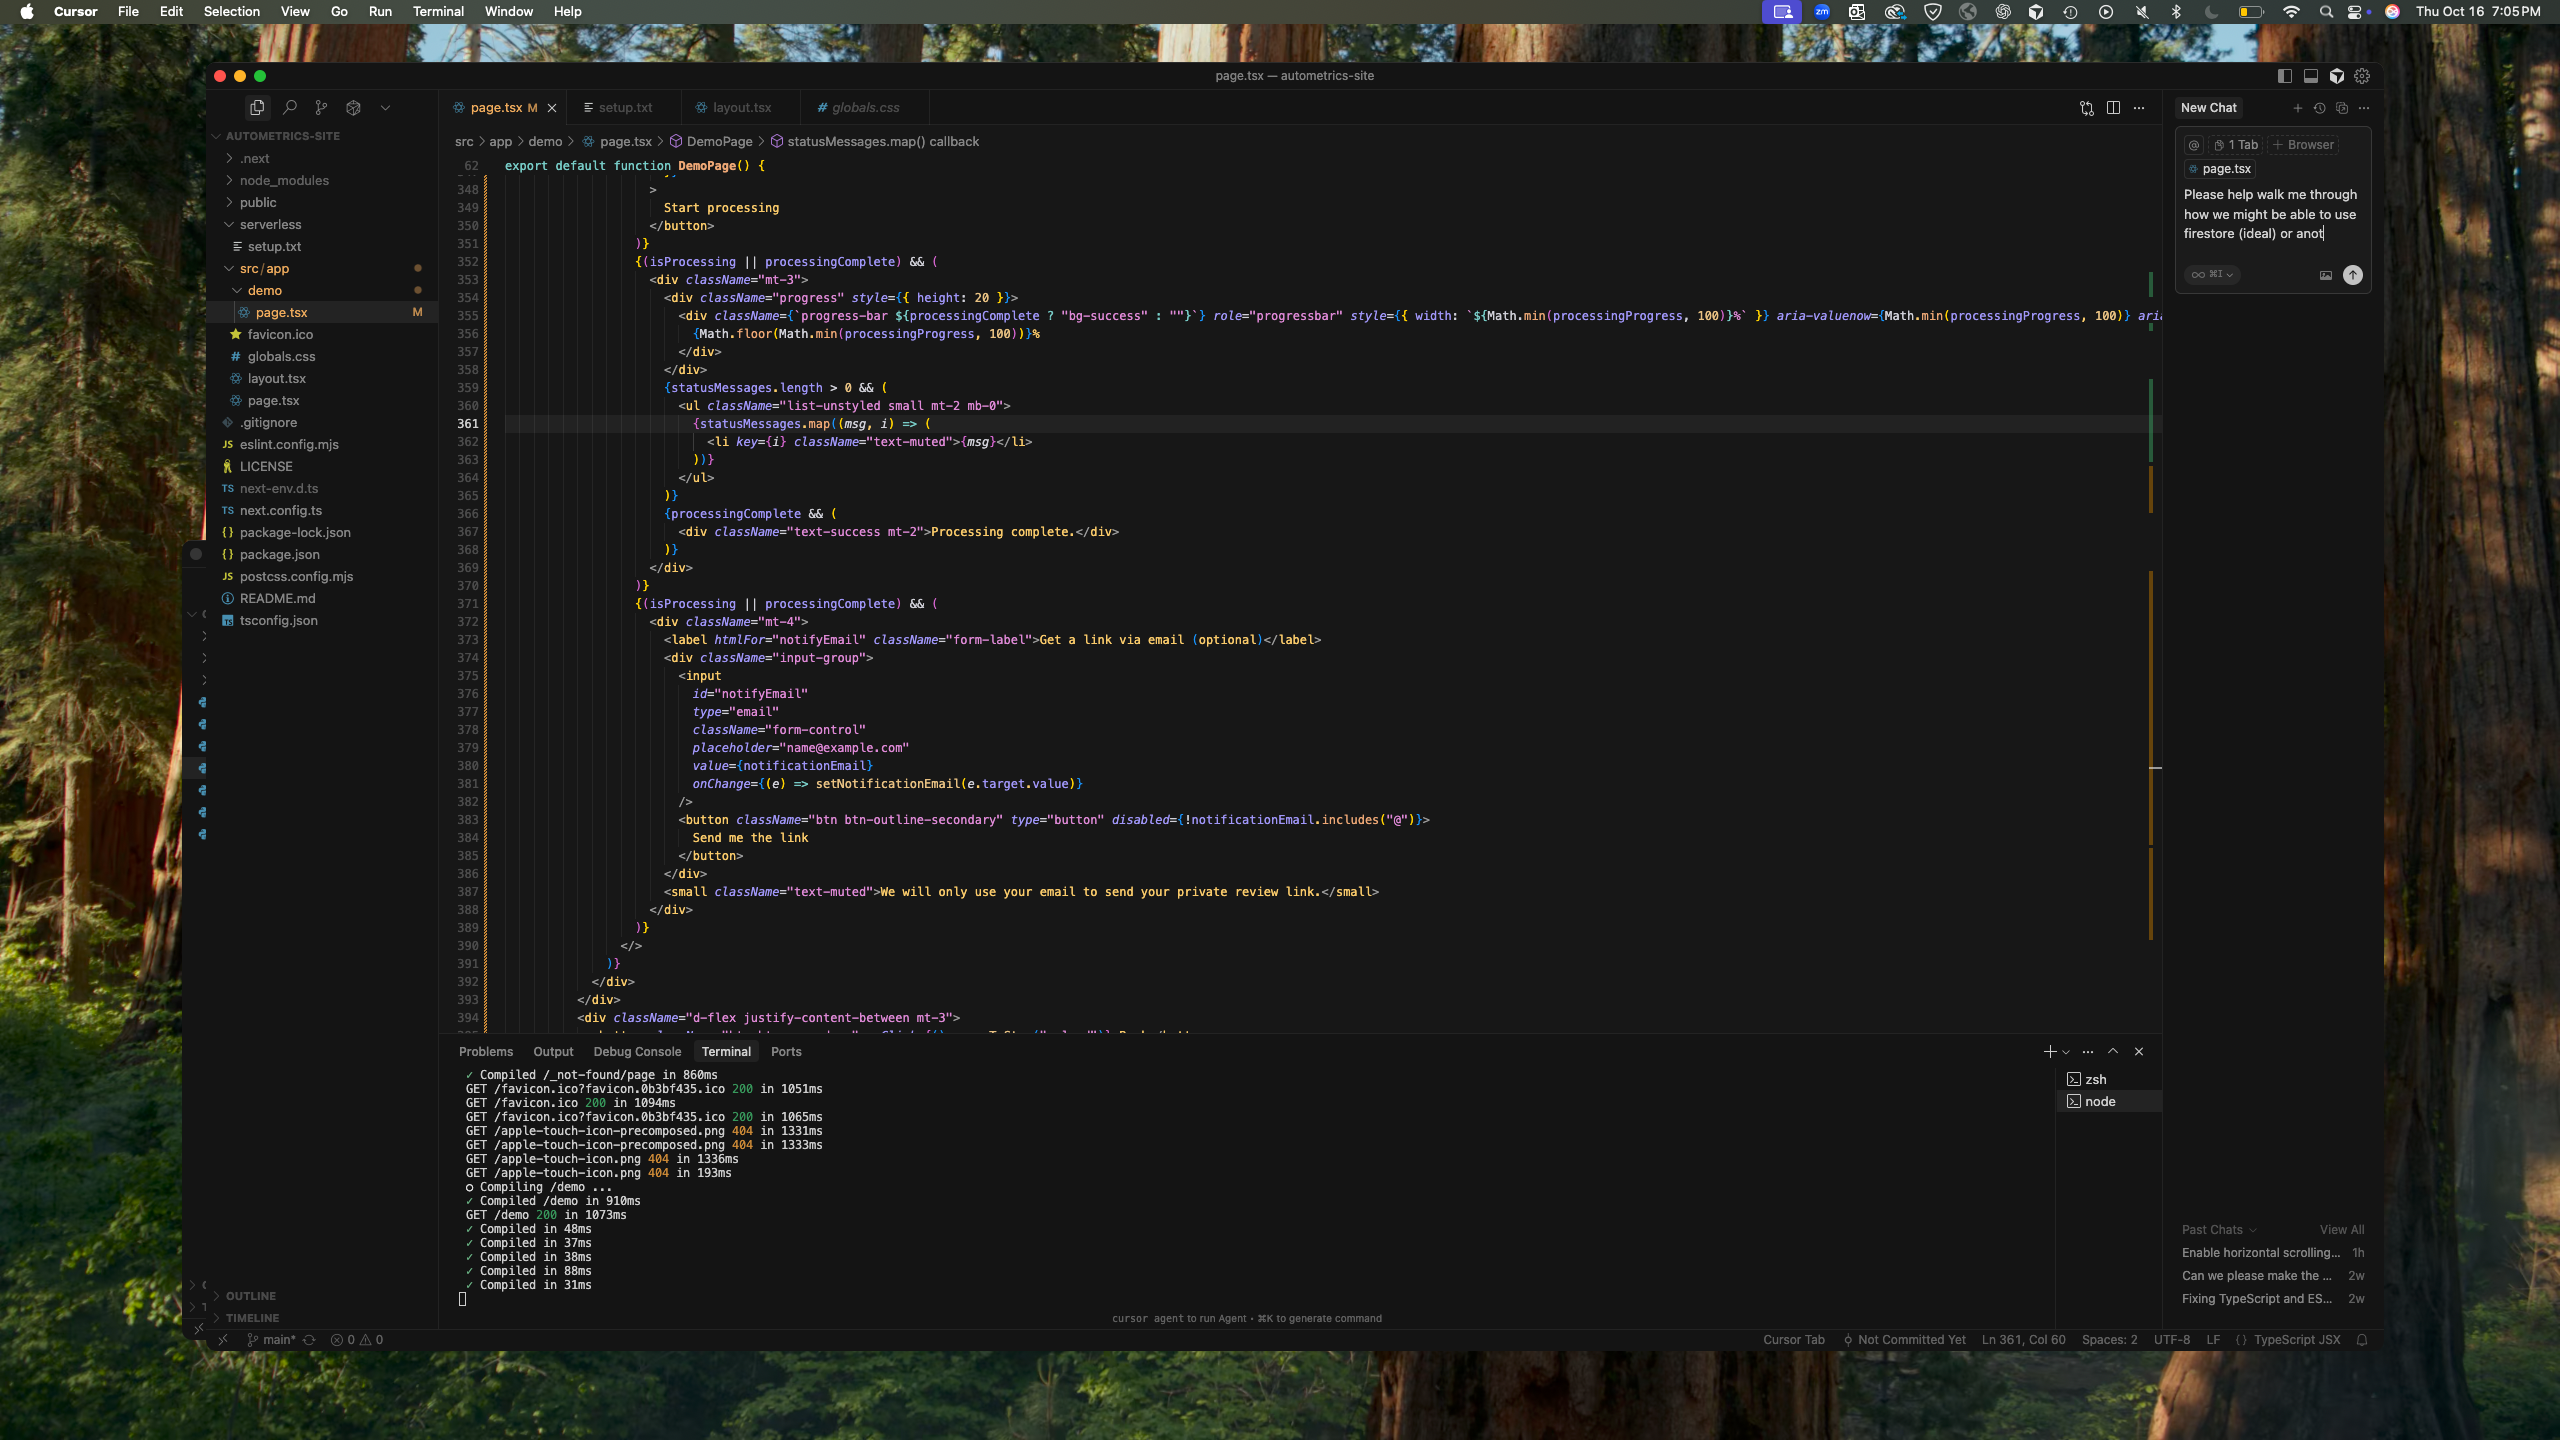 Cursor File Edit Selection View Go Run Terminal Window Help
zm
Thu Oct 16 7:05 PM
page.tsx — autometrics-site
AUTOMETRICS-SITE
.next
node_modules
public
serverless
setup.txt
src/app
demo
page.tsx M
favicon.ico
# globals.css
layout.tsx
page.tsx
.gitignore
JS eslint.config.mjs
LICENSE
TS next-env.d.ts
TS next.config.ts
{} package-lock.json
{} package.json
JS postcss.config.mjs
README.md
tsconfig.json
OUTLINE
TIMELINE
page.tsx M
setup.txt
layout.tsx
# globals.css
src > app > demo > page.tsx > DemoPage > statusMessages.map() callback
62 export default function DemoPage() {
348 >
349 Start processing
350 </button>
351 )}
352 {(isProcessing || processingComplete) && (
353 <div className="mt-3">
354 <div className="progress" style={{ height: 20 }}>
355 <div className={`progress-bar ${processingComplete ? "bg-success" : ""}`} role="progressbar" style={{ width: `${Math.min(processingProgress, 100)}%` }} aria-valuenow={Math.min(processingProgress, 100)} aria
356 {Math.floor(Math.min(processingProgress, 100))}%
357 </div>
358 </div>
359 {statusMessages.length > 0 && (
360 <ul className="list-unstyled small mt-2 mb-0">
361 {statusMessages.map((msg, i) => (
362 <li key={i} className="text-muted">{msg}</li>
363 ))}
364 </ul>
365 )}
366 {processingComplete && (
367 <div className="text-success mt-2">Processing complete.</div>
368 )}
369 </div>
370 )}
371 {(isProcessing || processingComplete) && (
372 <div className="mt-4">
373 <label htmlFor="notifyEmail" className="form-label">Get a link via email (optional)</label>
374 <div className="input-group">
375 <input
376 id="notifyEmail"
377 type="email"
378 className="form-control"
379 placeholder="name@example.com"
380 value={notificationEmail}
381 onChange={(e) => setNotificationEmail(e.target.value)}
382 />
383 <button className="btn btn-outline-secondary" type="button" disabled={!notificationEmail.includes("@")}>
384 Send me the link
385 </button>
386 </div>
387 <small className="text-muted">We will only use your email to send your private review link.</small>
388 </div>
389 )}
390 </>
391 )}
392 </div>
393 </div>
394 <div className="d-flex justify-content-between mt-3">
Problems Output Debug Console Terminal Ports
✓ Compiled /_not-found/page in 860ms
GET /favicon.ico?favicon.0b3bf435.ico 200 in 1051ms
GET /favicon.ico 200 in 1094ms
GET /favicon.ico?favicon.0b3bf435.ico 200 in 1065ms
GET /apple-touch-icon-precomposed.png 404 in 1331ms
GET /apple-touch-icon-precomposed.png 404 in 1333ms
GET /apple-touch-icon.png 404 in 1336ms
GET /apple-touch-icon.png 404 in 193ms
○ Compiling /demo ...
✓ Compiled /demo in 910ms
GET /demo 200 in 1073ms
✓ Compiled in 48ms
✓ Compiled in 37ms
✓ Compiled in 38ms
✓ Compiled in 88ms
✓ Compiled in 31ms
cursor agent to run Agent • ⌘K to generate command
zsh
node
New Chat
@ 1 Tab + Browser
page.tsx
Please help walk me through
how we might be able to use
firestore (ideal) or anot
∞ ⌘I
Past Chats View All
Enable horizontal scrolling... 1h
Can we please make the ... 2w
Fixing TypeScript and ES... 2w
main* 0 0
Cursor Tab Not Committed Yet Ln 361, Col 60 Spaces: 2 UTF-8 LF {} TypeScript JSX